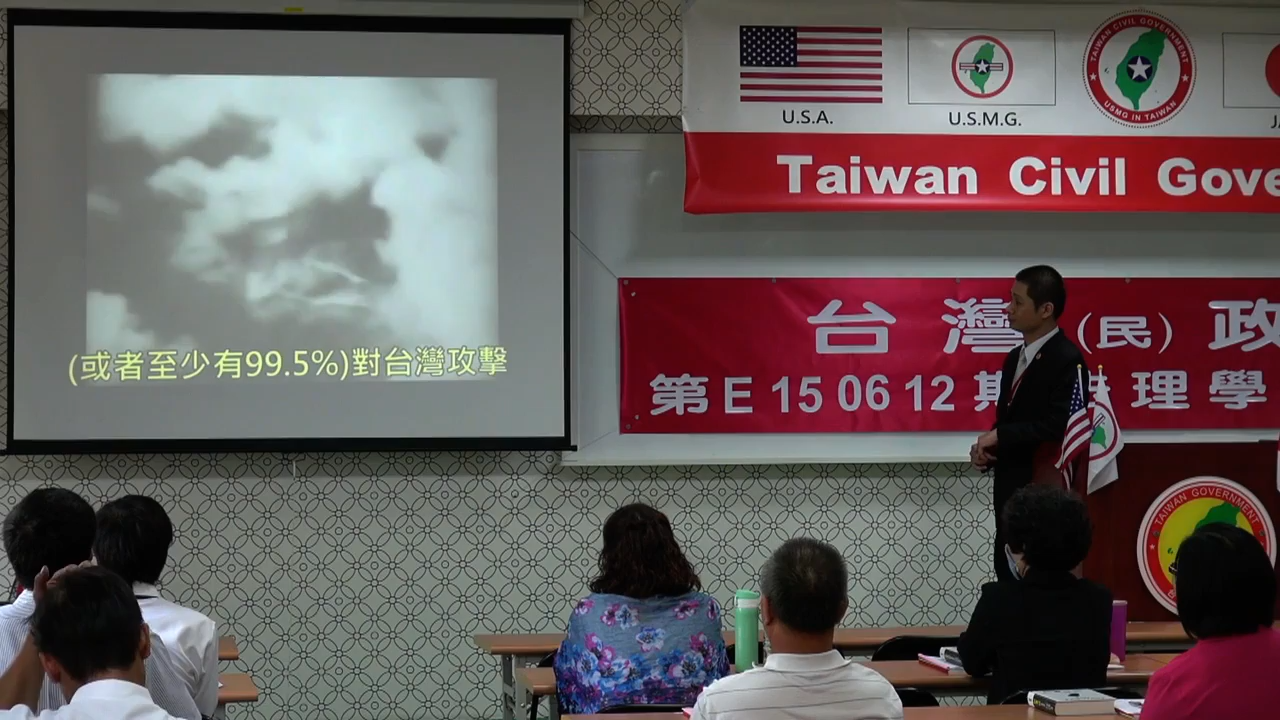 (或者至少有99.5%)對台灣攻擊
U.S.A.
U.S.M.G.
TAIWAN CIVIL GOVERNMENT
USMG IN TAIWAN
Taiwan Civil Gove
台灣(民)政
第E 15 06 12 期 理學
TAIWAN GOVERNMENT